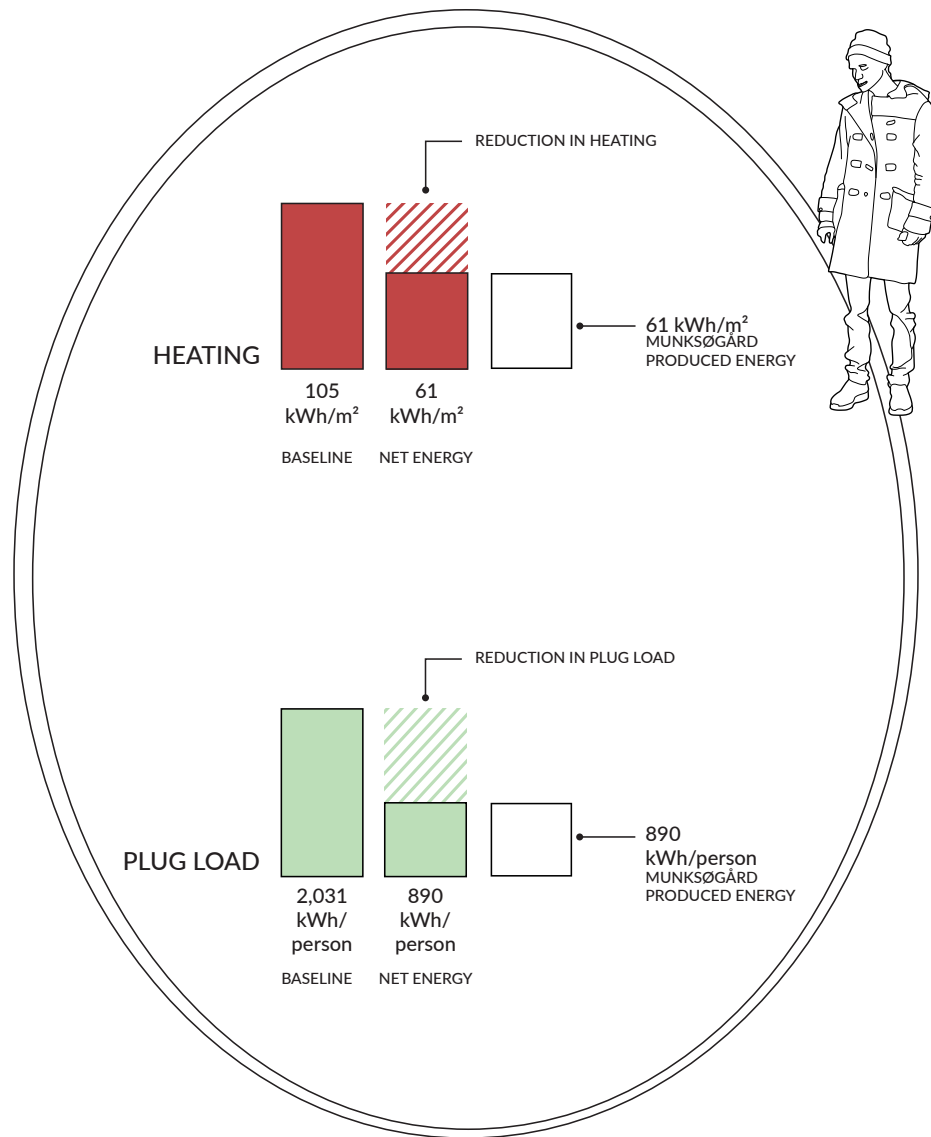 REDUCTION IN HEATING
HEATING
61 kWh/m²
MUNKSØGÅRD
PRODUCED ENERGY
105
kWh/m²
61
kWh/m²
BASELINE
NET ENERGY
REDUCTION IN PLUG LOAD
PLUG LOAD
890
kWh/person
MUNKSØGÅRD
PRODUCED ENERGY
2,031
kWh/
person
890
kWh/
person
BASELINE
NET ENERGY